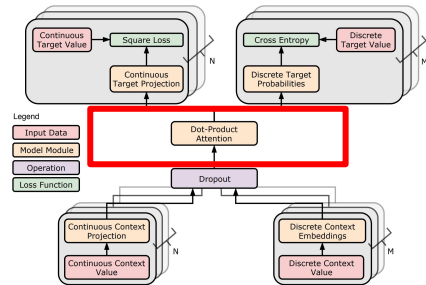 Continuous
Target Value
Square Loss
Continuous
Target Projection
N
Cross Entropy
Discrete
Target Value
Discrete Target
Probabilities
M
Legend
Input Data
Model Module
Operation
Loss Function
Dot-Product
Attention
Dropout
Continuous Context
Projection
Continuous Context
Value
N
Discrete Context
Embeddings
Discrete Context
Value
M